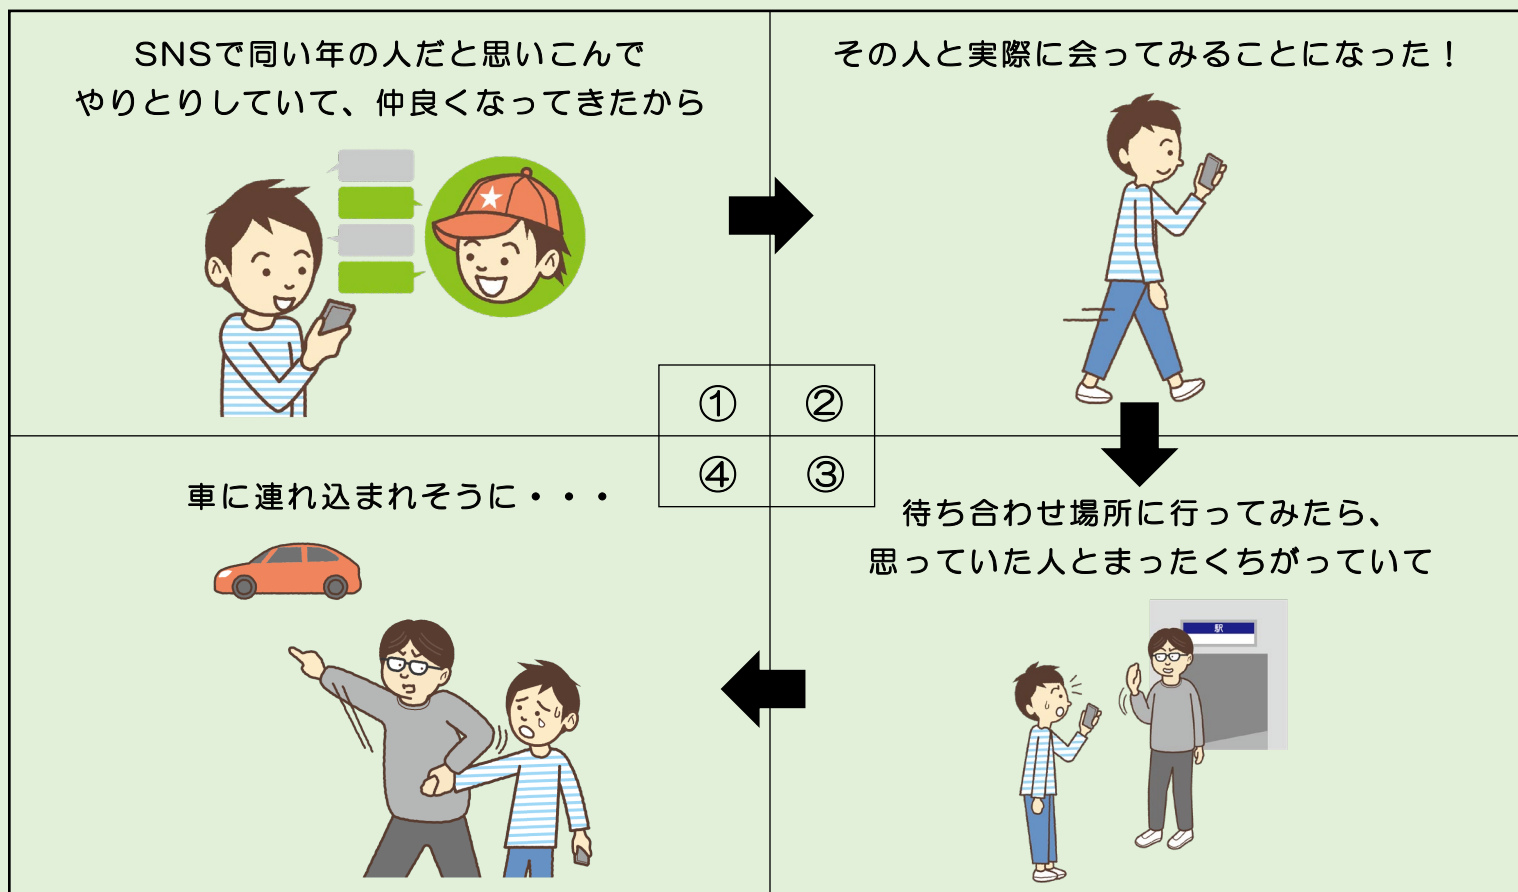 SNSで同い年の人だと思いこんで
やりとりしていて、仲良くなってきたから
その人と実際に会ってみることになった！
①
②
④
③
待ち合わせ場所に行ってみたら、
思っていた人とまったくちがっていて
駅
車に連れ込まれそうに・・・